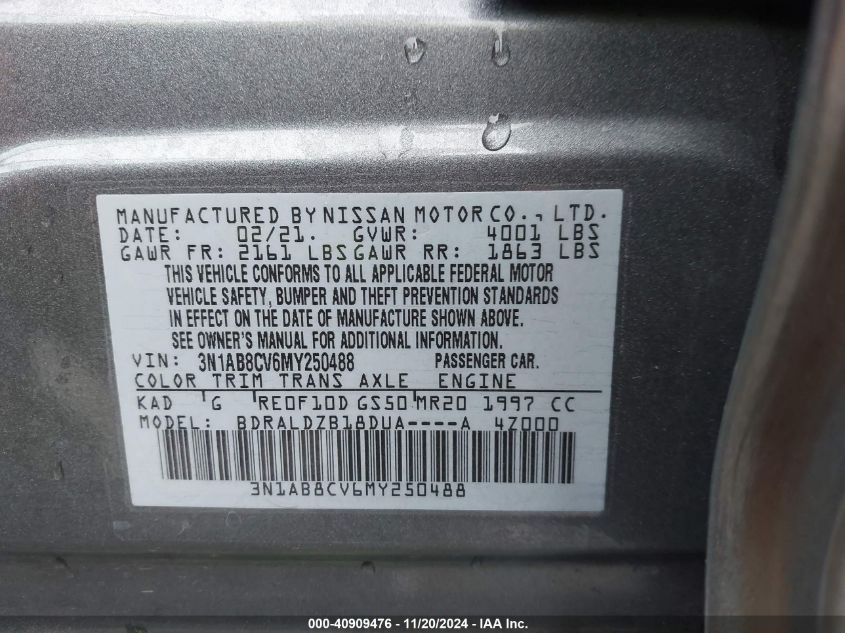 MANUFACTURED BY NISSAN MOTOR CO., LTD.
DATE: 02/21. GVWR: 4001 LBS
GAWR FR: 2161 LBS GAWR RR: 1863 LBS
THIS VEHICLE CONFORMS TO ALL APPLICABLE FEDERAL MOTOR
VEHICLE SAFETY, BUMPER AND THEFT PREVENTION STANDARDS
IN EFFECT ON THE DATE OF MANUFACTURE SHOWN ABOVE.
SEE OWNER'S MANUAL FOR ADDITIONAL INFORMATION.
VIN: 3N1AB8CV6MY250488 PASSENGER CAR.
COLOR TRIM TRANS AXLE ENGINE
KAD G RE0F10D GS50 MR20 1997 CC
MODEL: BDRALDZB18DUA----A 4Z000
3N1AB8CV6MY250488
000-40909476 - 11/20/2024 - IAA Inc.